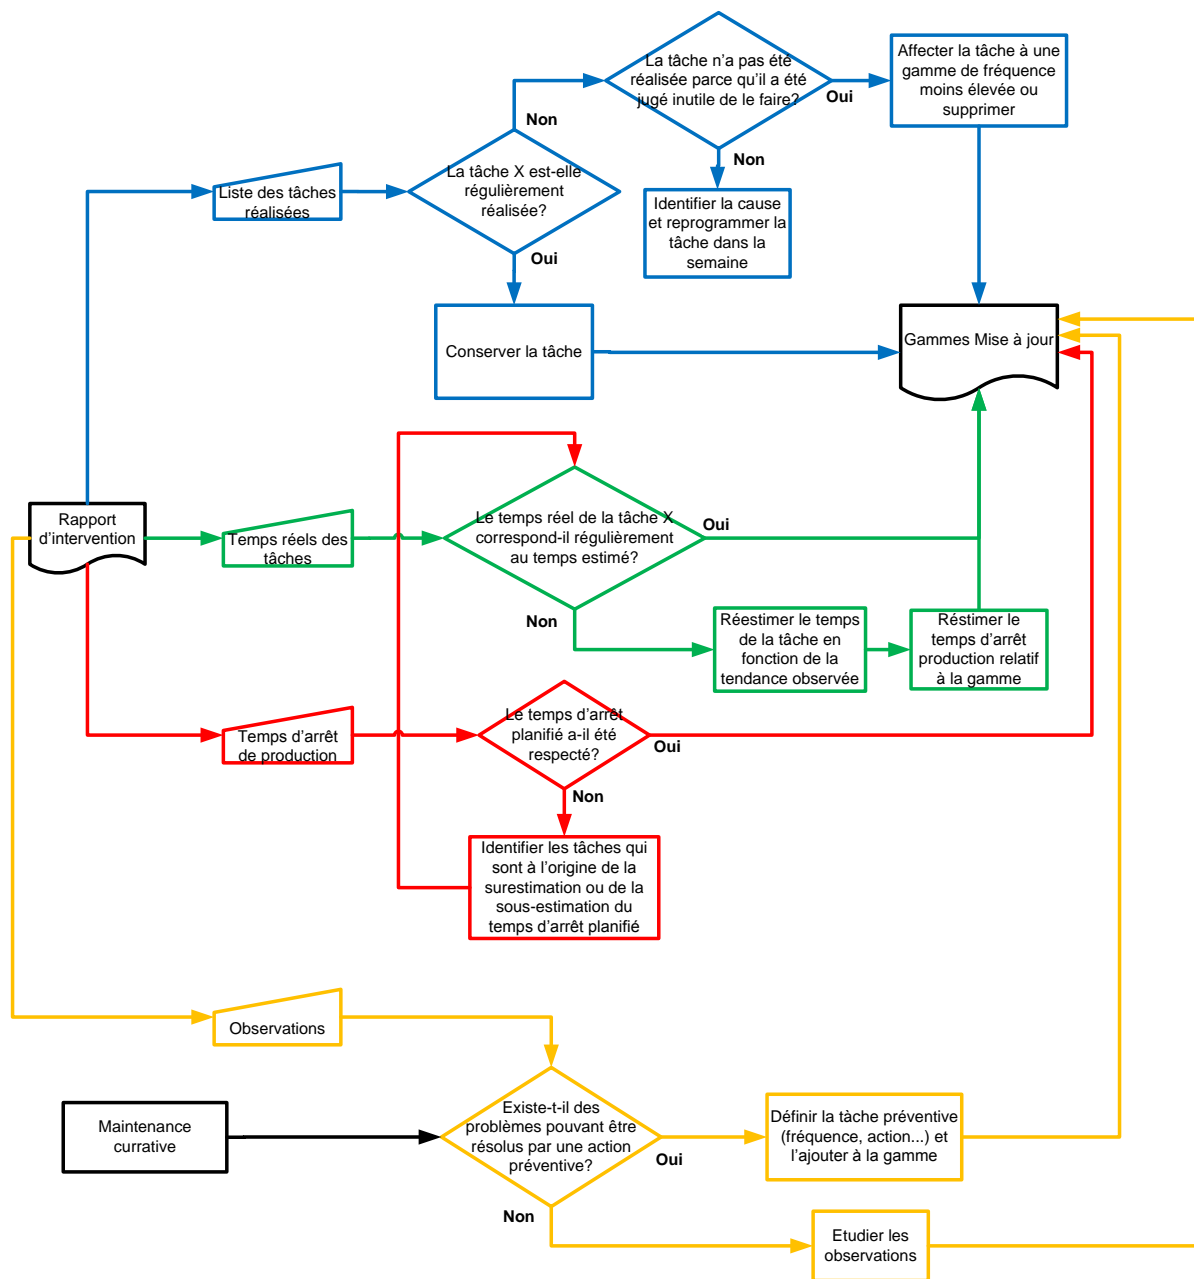 La tâche n'a pas été
réalisée parce qu'il a été
jugé inutile de le faire?
Oui
Affecter la tâche à une
gamme de fréquence
moins élevée ou
supprimer
Non
Non
La tâche X est-elle
régulièrement
réalisée?
Liste des tâches
réalisées
Identifier la cause
et reprogrammer la
tâche dans la
semaine
Oui
Conserver la tâche
Gammes Mise à jour
Rapport
d'intervention
Temps réels des
tâches
Le temps réel de la tâche X
correspond-il régulièrement
au temps estimé?
Oui
Non
Réestimer le temps
de la tâche en
fonction de la
tendance observée
Réstimer le
temps d'arrêt
production relatif
à la gamme
Temps d'arrêt
de production
Le temps d'arrêt
planifié a-il été
respecté?
Oui
Non
Identifier les tâches qui
sont à l'origine de la
surestimation ou de la
sous-estimation du
temps d'arrêt planifié
Observations
Maintenance
currative
Existe-t-il des
problèmes pouvant être
résolus par une action
préventive?
Oui
Définir la tàche préventive
(fréquence, action...) et
l'ajouter à la gamme
Non
Etudier les
observations